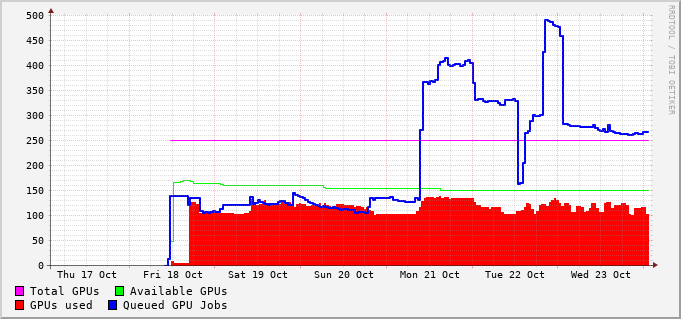 500
450
400
350
300
250
200
150
100
50
0
Thu 17 Oct Fri 18 Oct Sat 19 Oct Sun 20 Oct Mon 21 Oct Tue 22 Oct Wed 23 Oct
Total GPUs Available GPUs
GPUs used Queued GPU Jobs
RRDTOOL / TOBI OETIKER